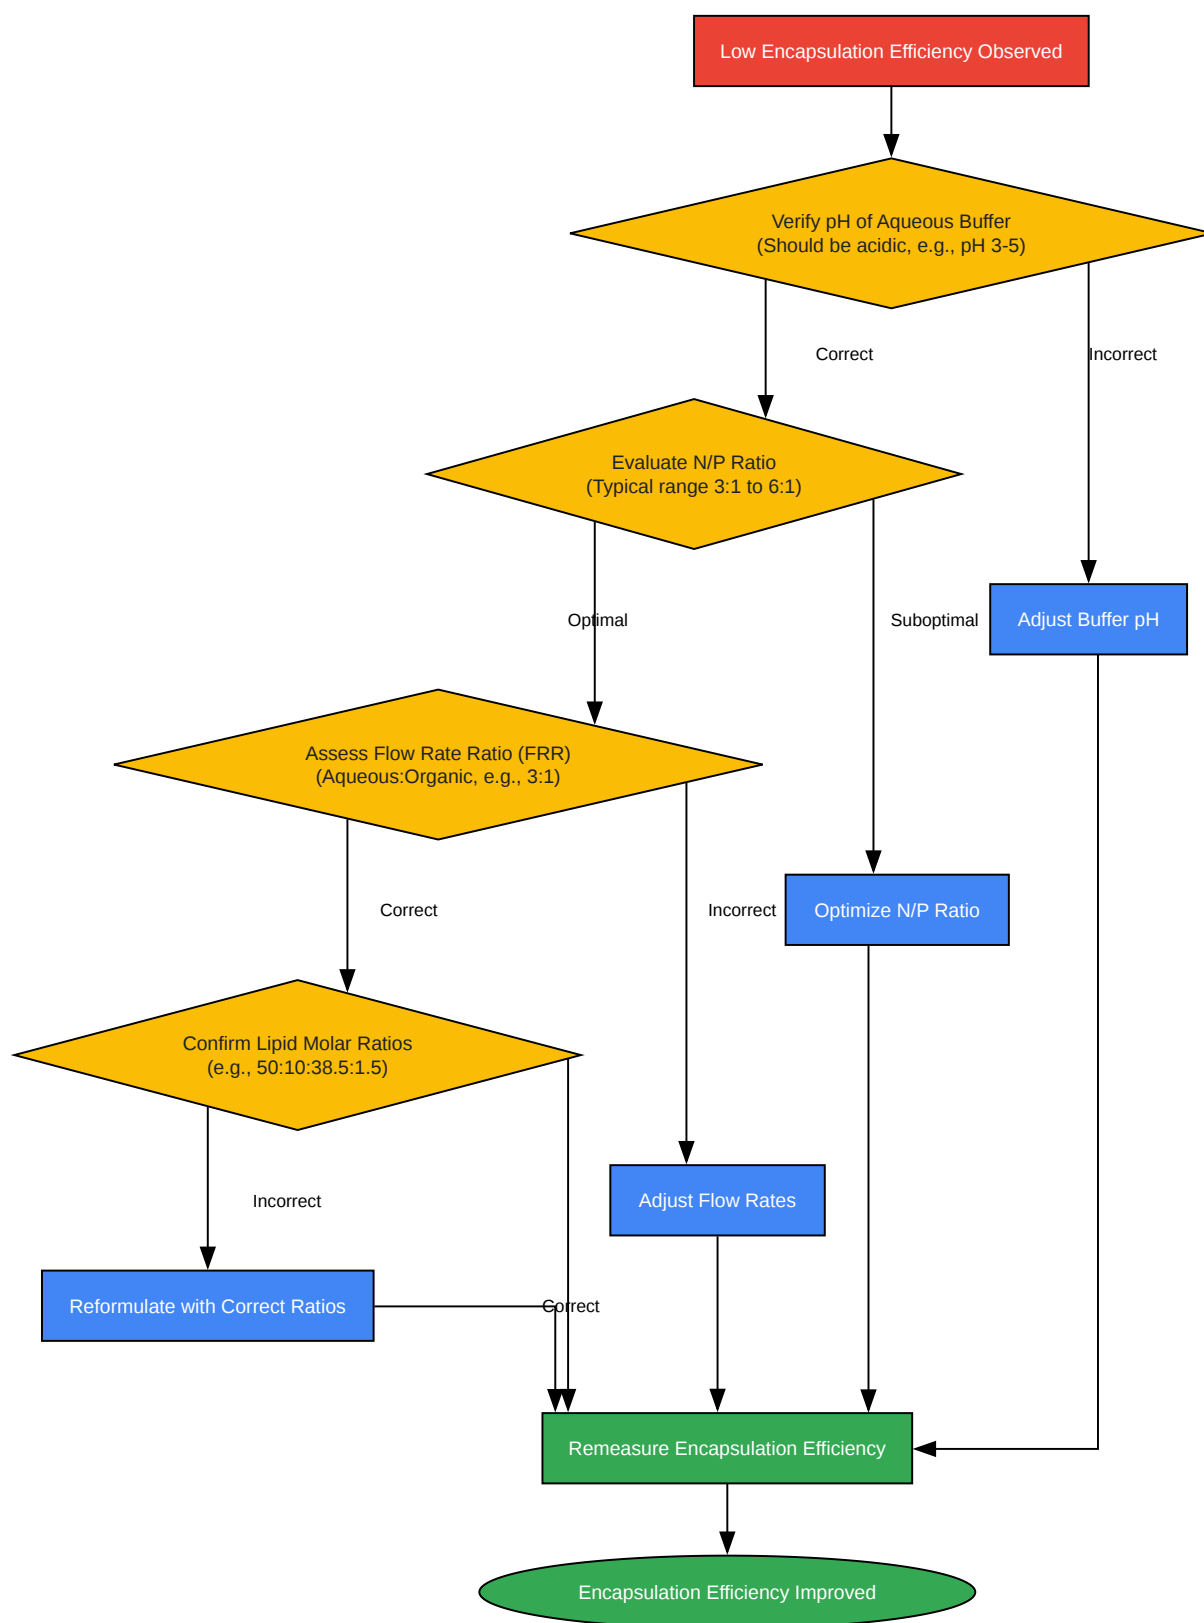 Low Encapsulation Efficiency Observed
Verify pH of Aqueous Buffer
(Should be acidic, e.g., pH 3-5)
Correct
Incorrect
Evaluate N/P Ratio
(Typical range 3:1 to 6:1)
Optimal
Suboptimal
Adjust Buffer pH
Assess Flow Rate Ratio (FRR)
(Aqueous:Organic, e.g., 3:1)
Correct
Incorrect
Optimize N/P Ratio
Confirm Lipid Molar Ratios
(e.g., 50:10:38.5:1.5)
Incorrect
Adjust Flow Rates
Reformulate with Correct Ratios
Correct
Remeasure Encapsulation Efficiency
Encapsulation Efficiency Improved